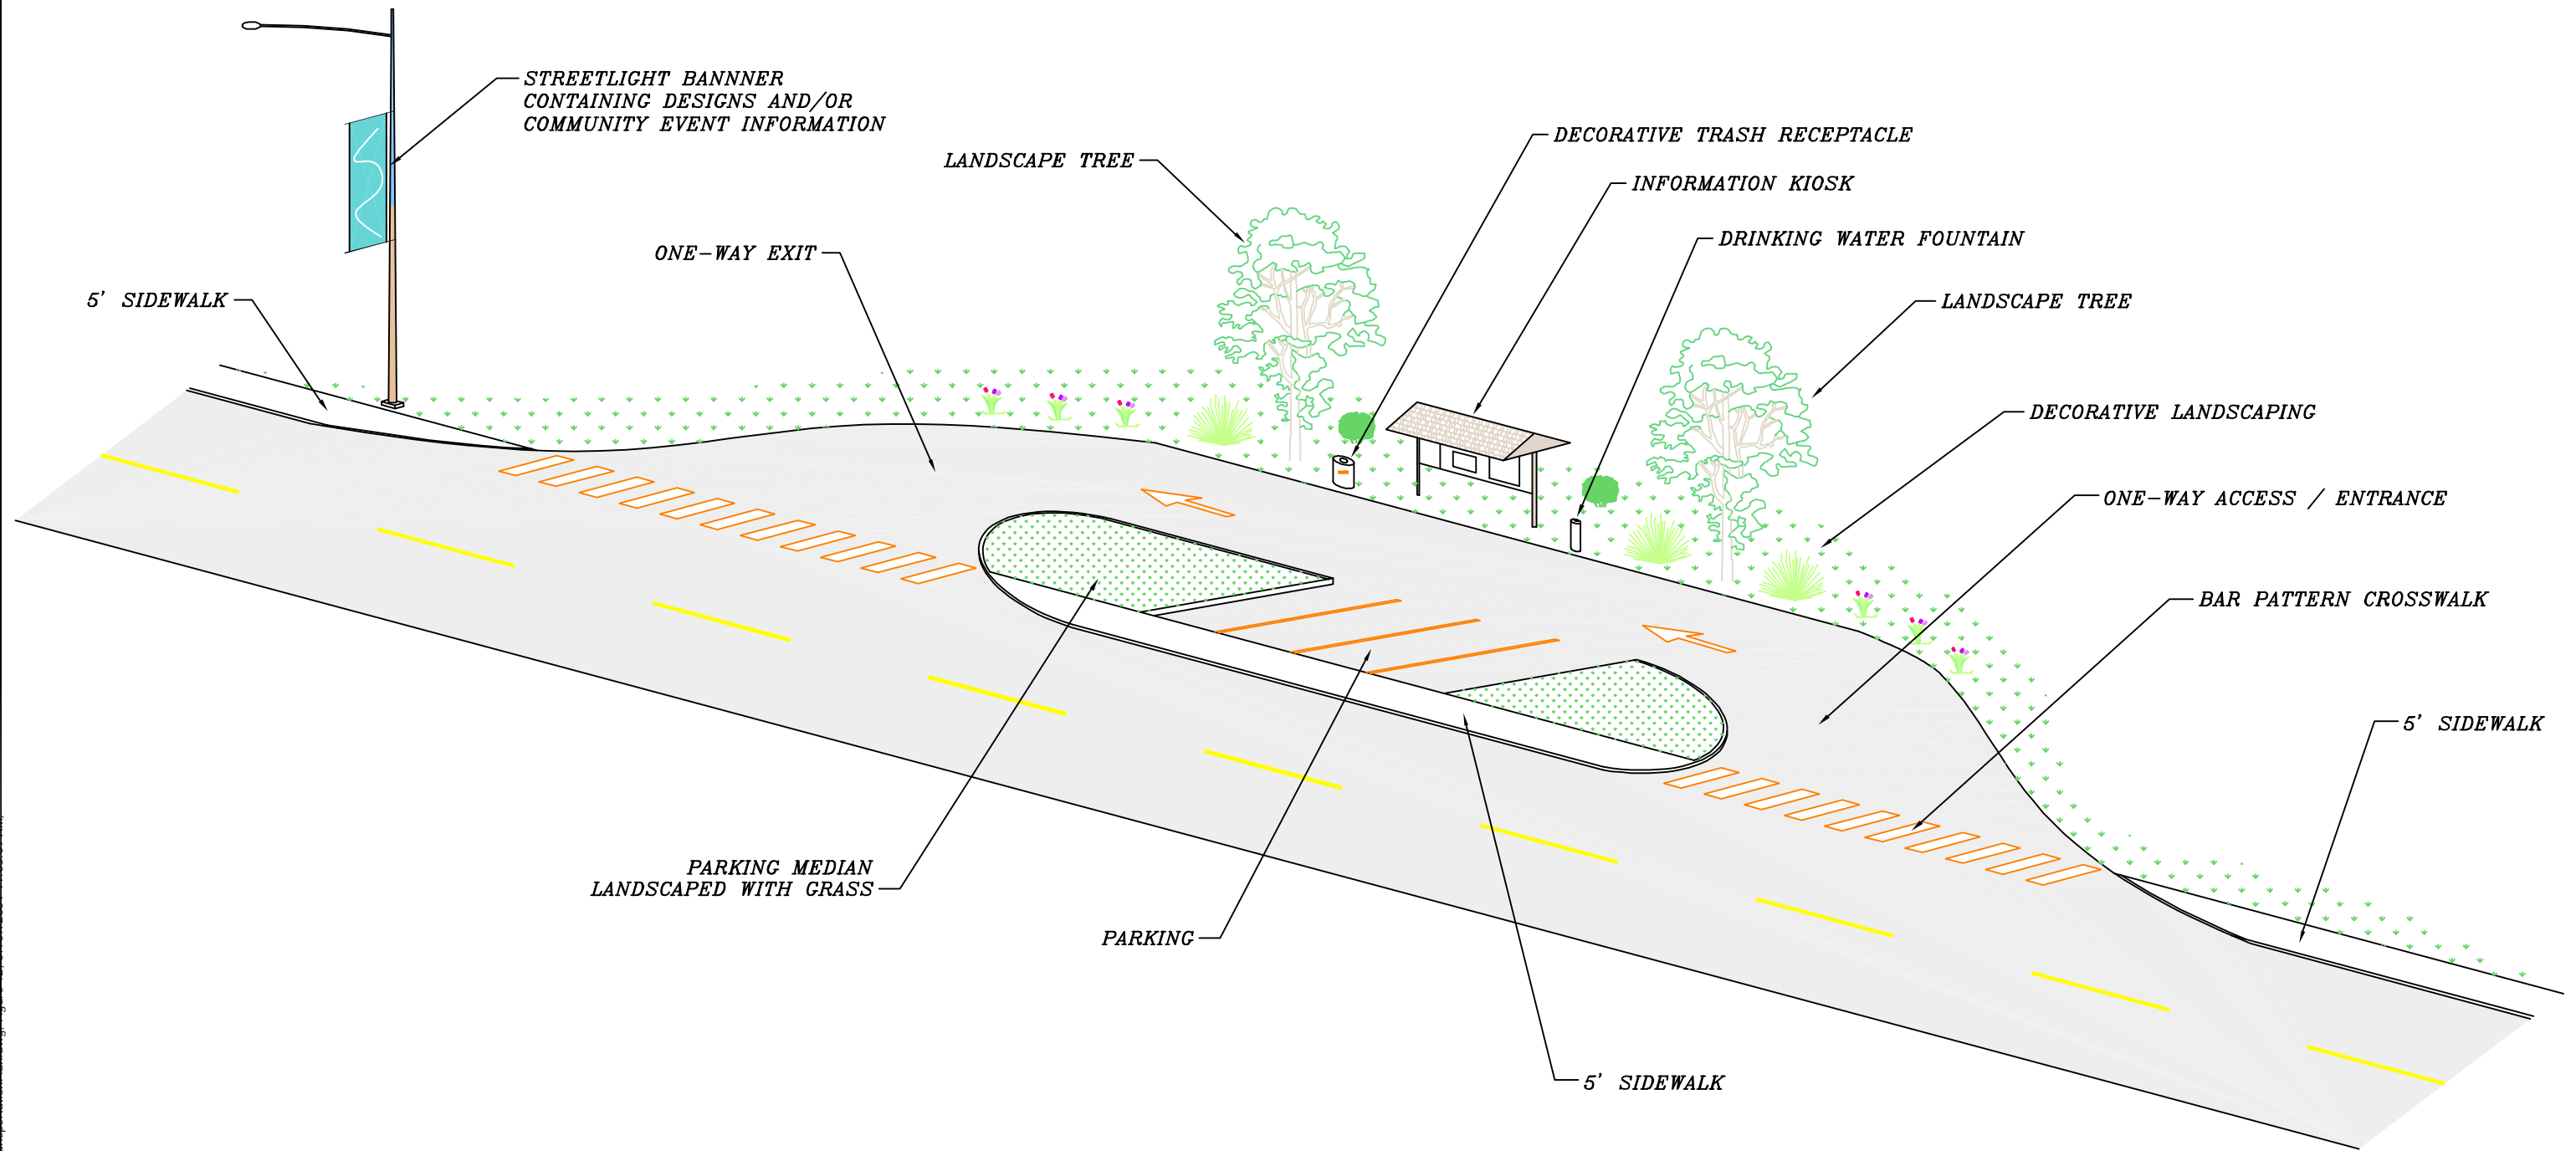 STREETLIGHT BANNNER
CONTAINING DESIGNS AND/OR
COMMUNITY EVENT INFORMATION
DECORATIVE TRASH RECEPTACLE
LANDSCAPE TREE
INFORMATION KIOSK
DRINKING WATER FOUNTAIN
ONE-WAY EXIT
5' SIDEWALK
LANDSCAPE TREE
DECORATIVE LANDSCAPING
ONE-WAY ACCESS / ENTRANCE
BAR PATTERN CROSSWALK
5' SIDEWALK
PARKING MEDIAN
LANDSCAPED WITH GRASS
PARKING
5' SIDEWALK